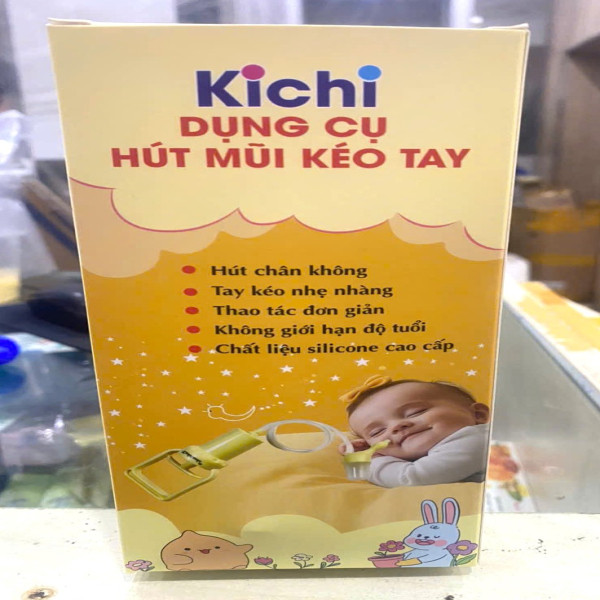 Kichi
DỤNG CỤ
HÚT MŨI KÉO TAY
Hút chân không
Tay kéo nhẹ nhàng
Thao tác đơn giản
Không giới hạn độ tuổi
Chất liệu silicone cao cấp